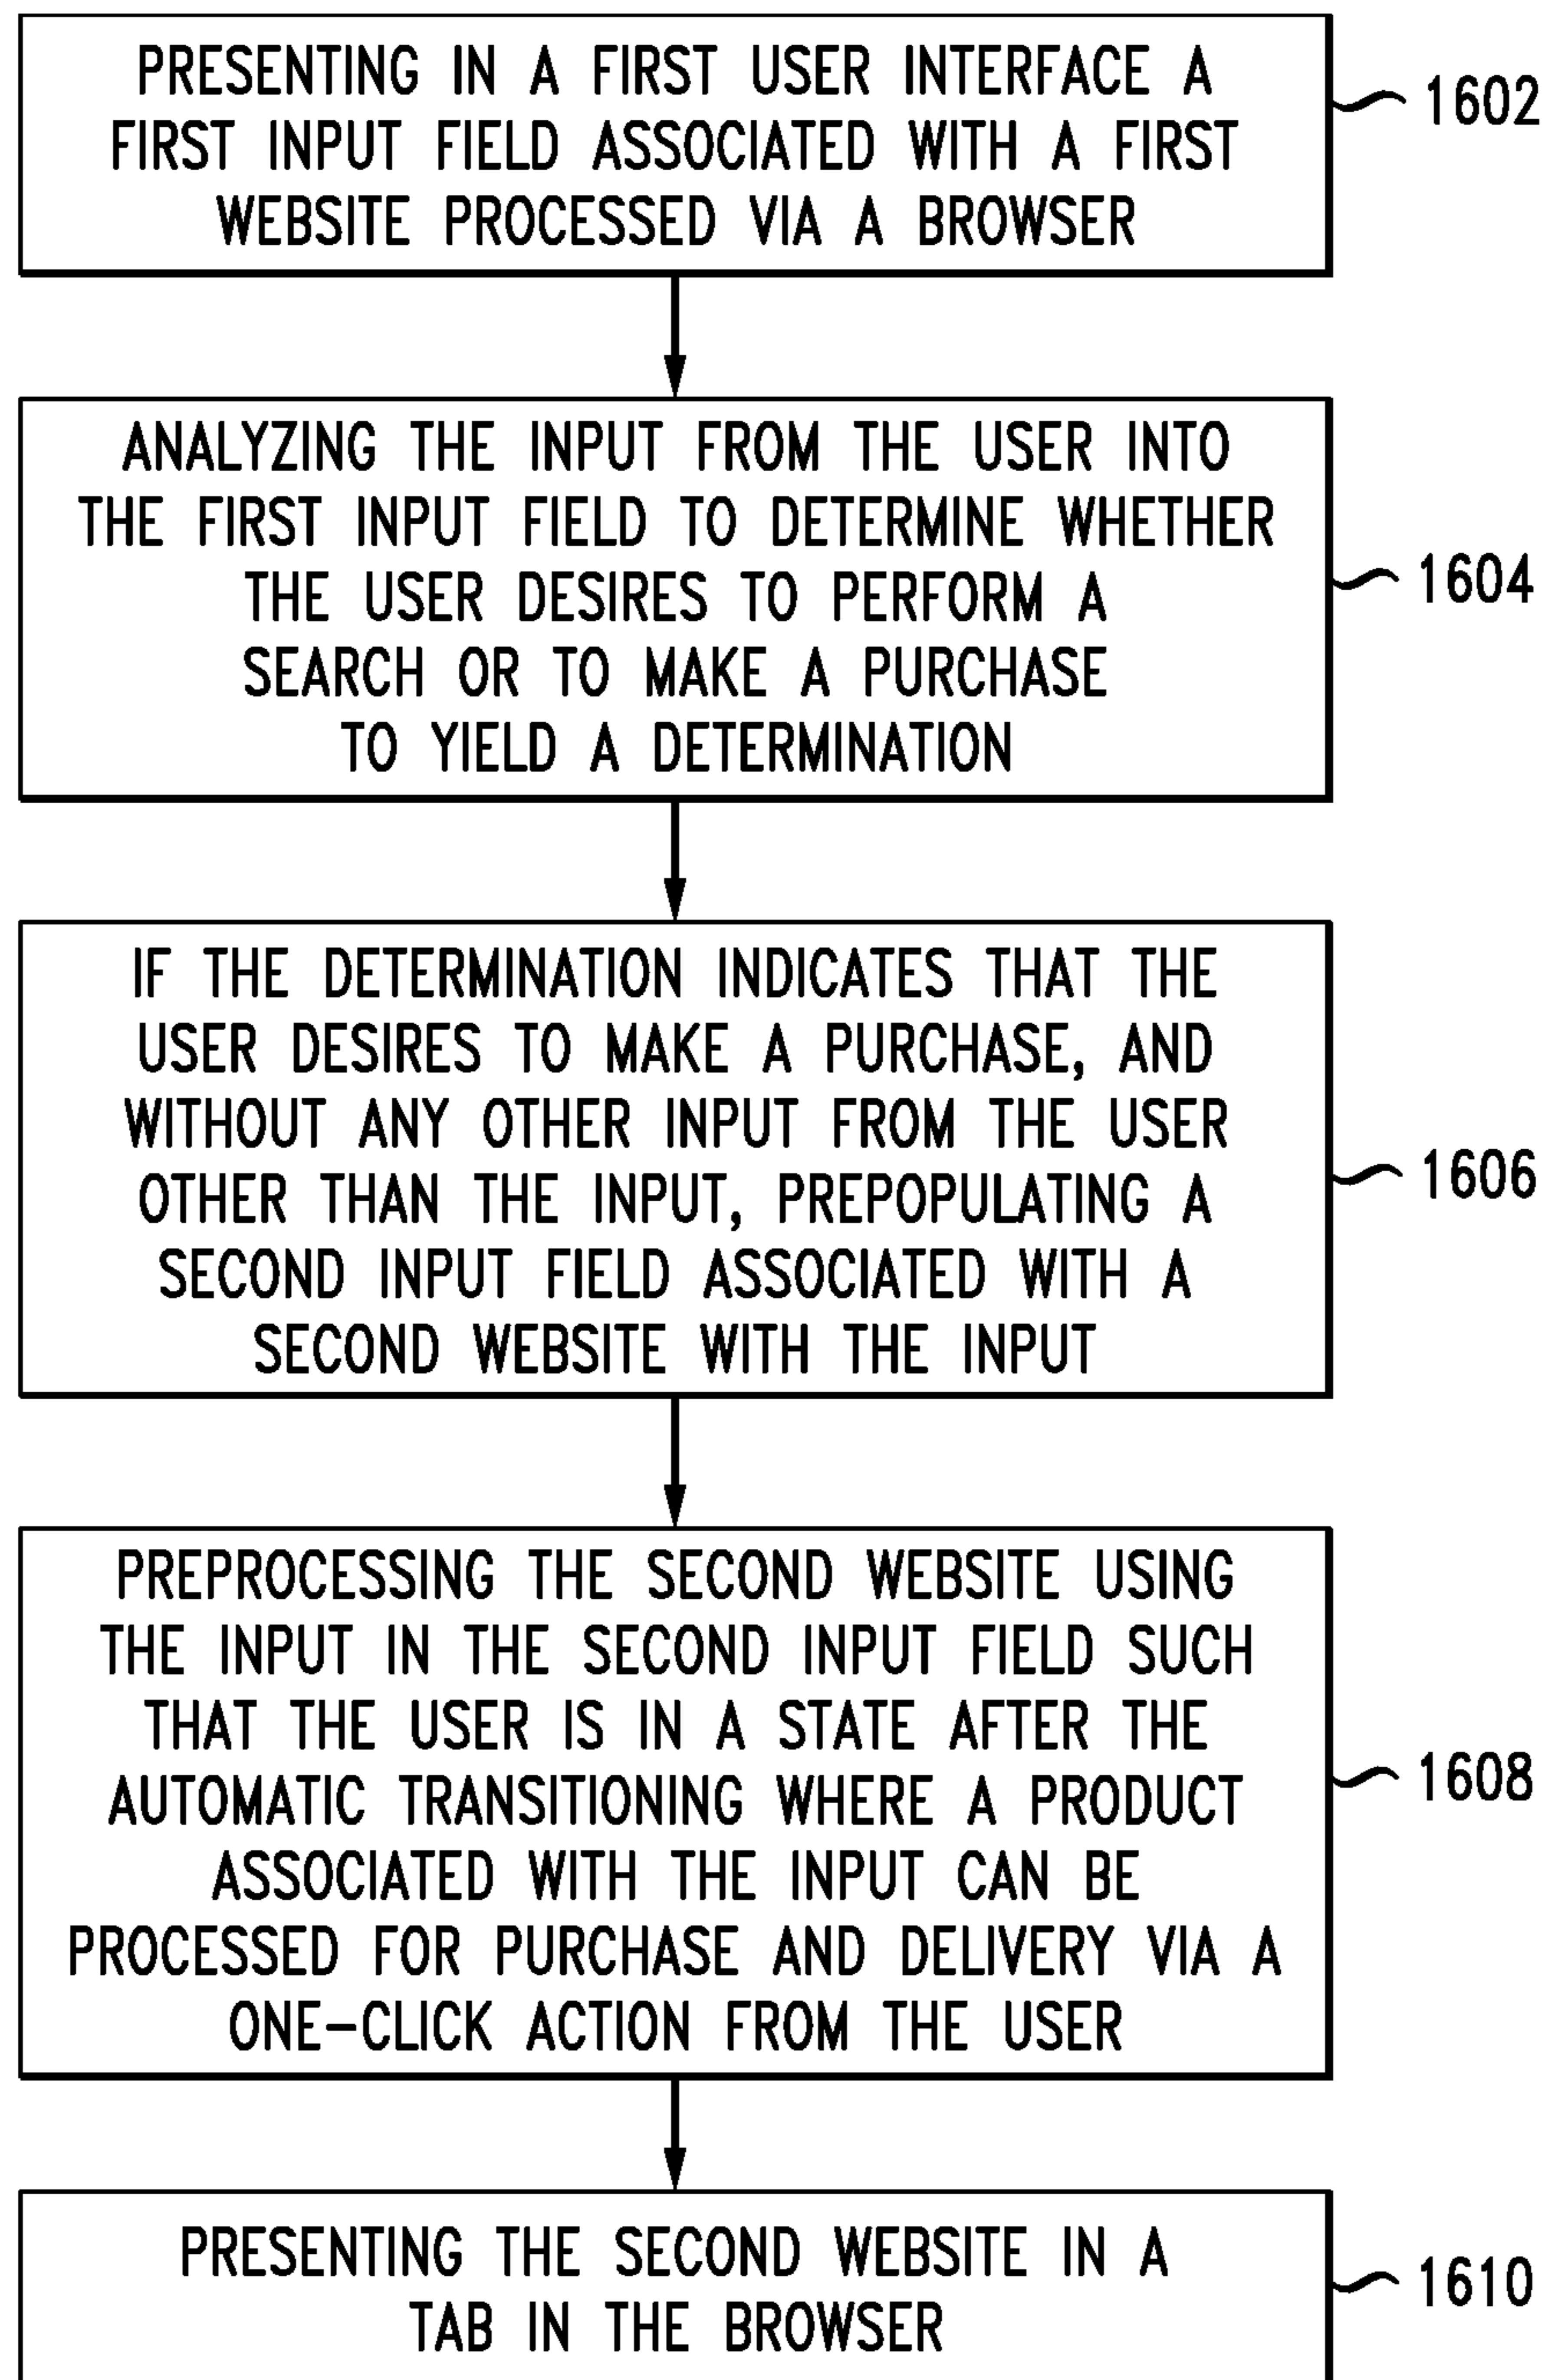 PRESENTING IN A FIRST USER INTERFACE A
FIRST INPUT FIELD ASSOCIATED WITH A FIRST
WEBSITE PROCESSED VIA A BROWSER
1602
ANALYZING THE INPUT FROM THE USER INTO
THE FIRST INPUT FIELD TO DETERMINE WHETHER
THE USER DESIRES TO PERFORM A
SEARCH OR TO MAKE A PURCHASE
TO YIELD A DETERMINATION
1604
IF THE DETERMINATION INDICATES THAT THE
USER DESIRES TO MAKE A PURCHASE, AND
WITHOUT ANY OTHER INPUT FROM THE USER
OTHER THAN THE INPUT, PREPOPULATING A
SECOND INPUT FIELD ASSOCIATED WITH A
SECOND WEBSITE WITH THE INPUT
1606
PREPROCESSING THE SECOND WEBSITE USING
THE INPUT IN THE SECOND INPUT FIELD SUCH
THAT THE USER IS IN A STATE AFTER THE
AUTOMATIC TRANSITIONING WHERE A PRODUCT
ASSOCIATED WITH THE INPUT CAN BE
PROCESSED FOR PURCHASE AND DELIVERY VIA A
ONE-CLICK ACTION FROM THE USER
1608
PRESENTING THE SECOND WEBSITE IN A
TAB IN THE BROWSER
1610